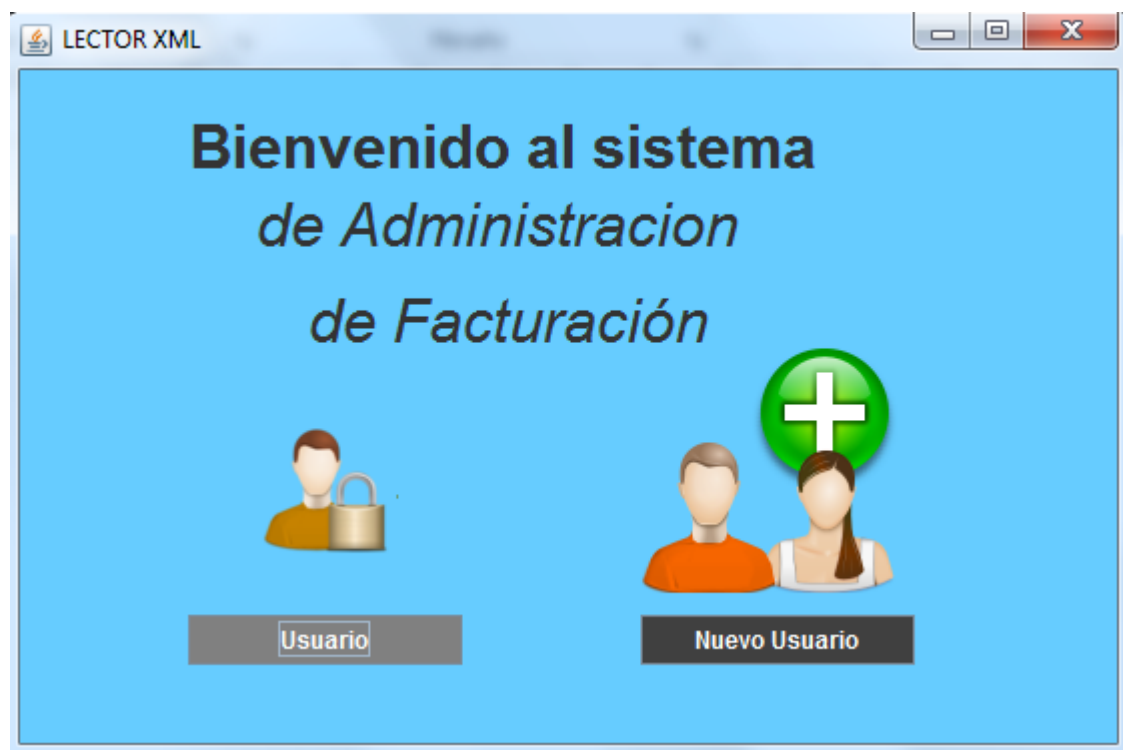 LECTOR XML
Bienvenido al sistema
de Administracion
de Facturación
Usuario
Nuevo Usuario